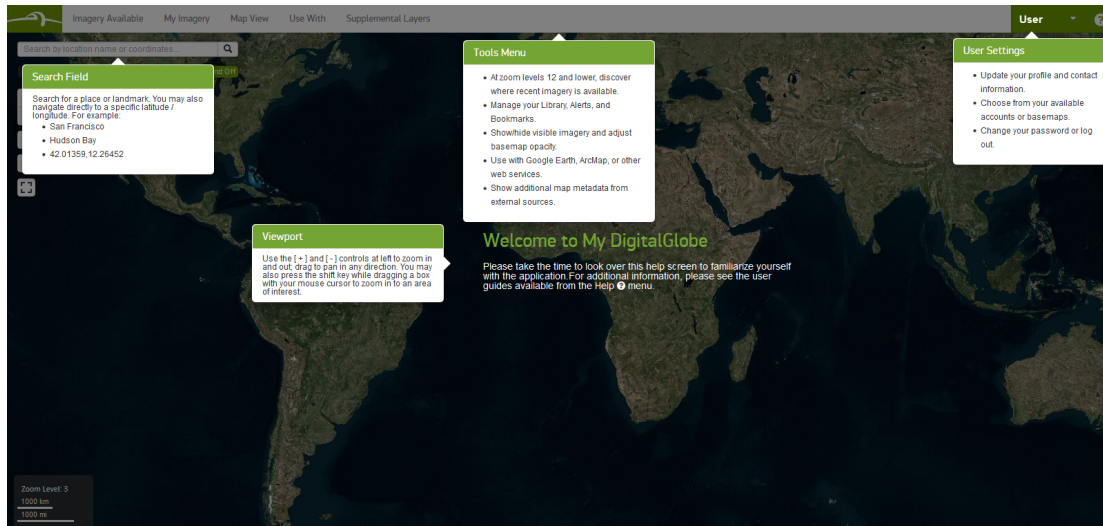 Imagery Available My Imagery Map View Use With Supplemental Layers User
Search by location name or coordinates...
Search Field
Search for a place or landmark. You may also
navigate directly to a specific latitude /
longitude. For example:
• San Francisco
• Hudson Bay
• 42.01359,12.26452
Tools Menu
• At zoom levels 12 and lower, discover
where recent imagery is available.
• Manage your Library, Alerts, and
Bookmarks.
• Show/hide visible imagery and adjust
basemap opacity.
• Use with Google Earth, ArcMap, or other
web services.
• Show additional map metadata from
external sources.
User Settings
• Update your profile and contact
information.
• Choose from your available
accounts or basemaps.
• Change your password or log
out.
Viewport
Use the [ + ] and [ - ] controls at left to zoom in
and out; drag to pan in any direction. You may
also press the shift key while dragging a box
with your mouse cursor to zoom in to an area
of interest.
Welcome to My DigitalGlobe
Please take the time to look over this help screen to familiarize yourself
with the application.For additional information, please see the user
guides available from the Help ? menu.
Zoom Level: 3
1000 km
1000 mi